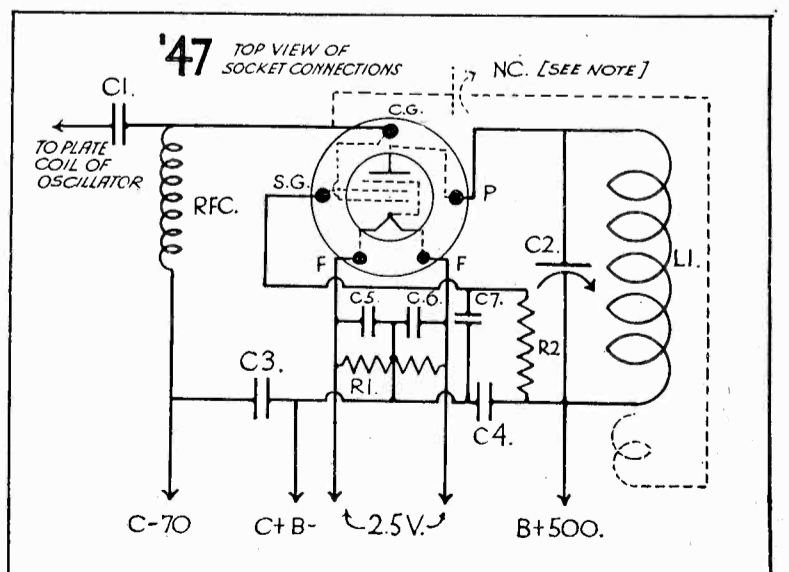 '47 TOP VIEW OF
SOCKET CONNECTIONS
NC. [SEE NOTE]
C1.
C.G.
TO PLATE
COIL OF
OSCILLATOR
RFC.
S.G.
P
C2.
L1.
F
F
C5.
C.6.
C7.
R2
R1.
C3.
C4.
C-70
C+B-
2.5V.
B+500.